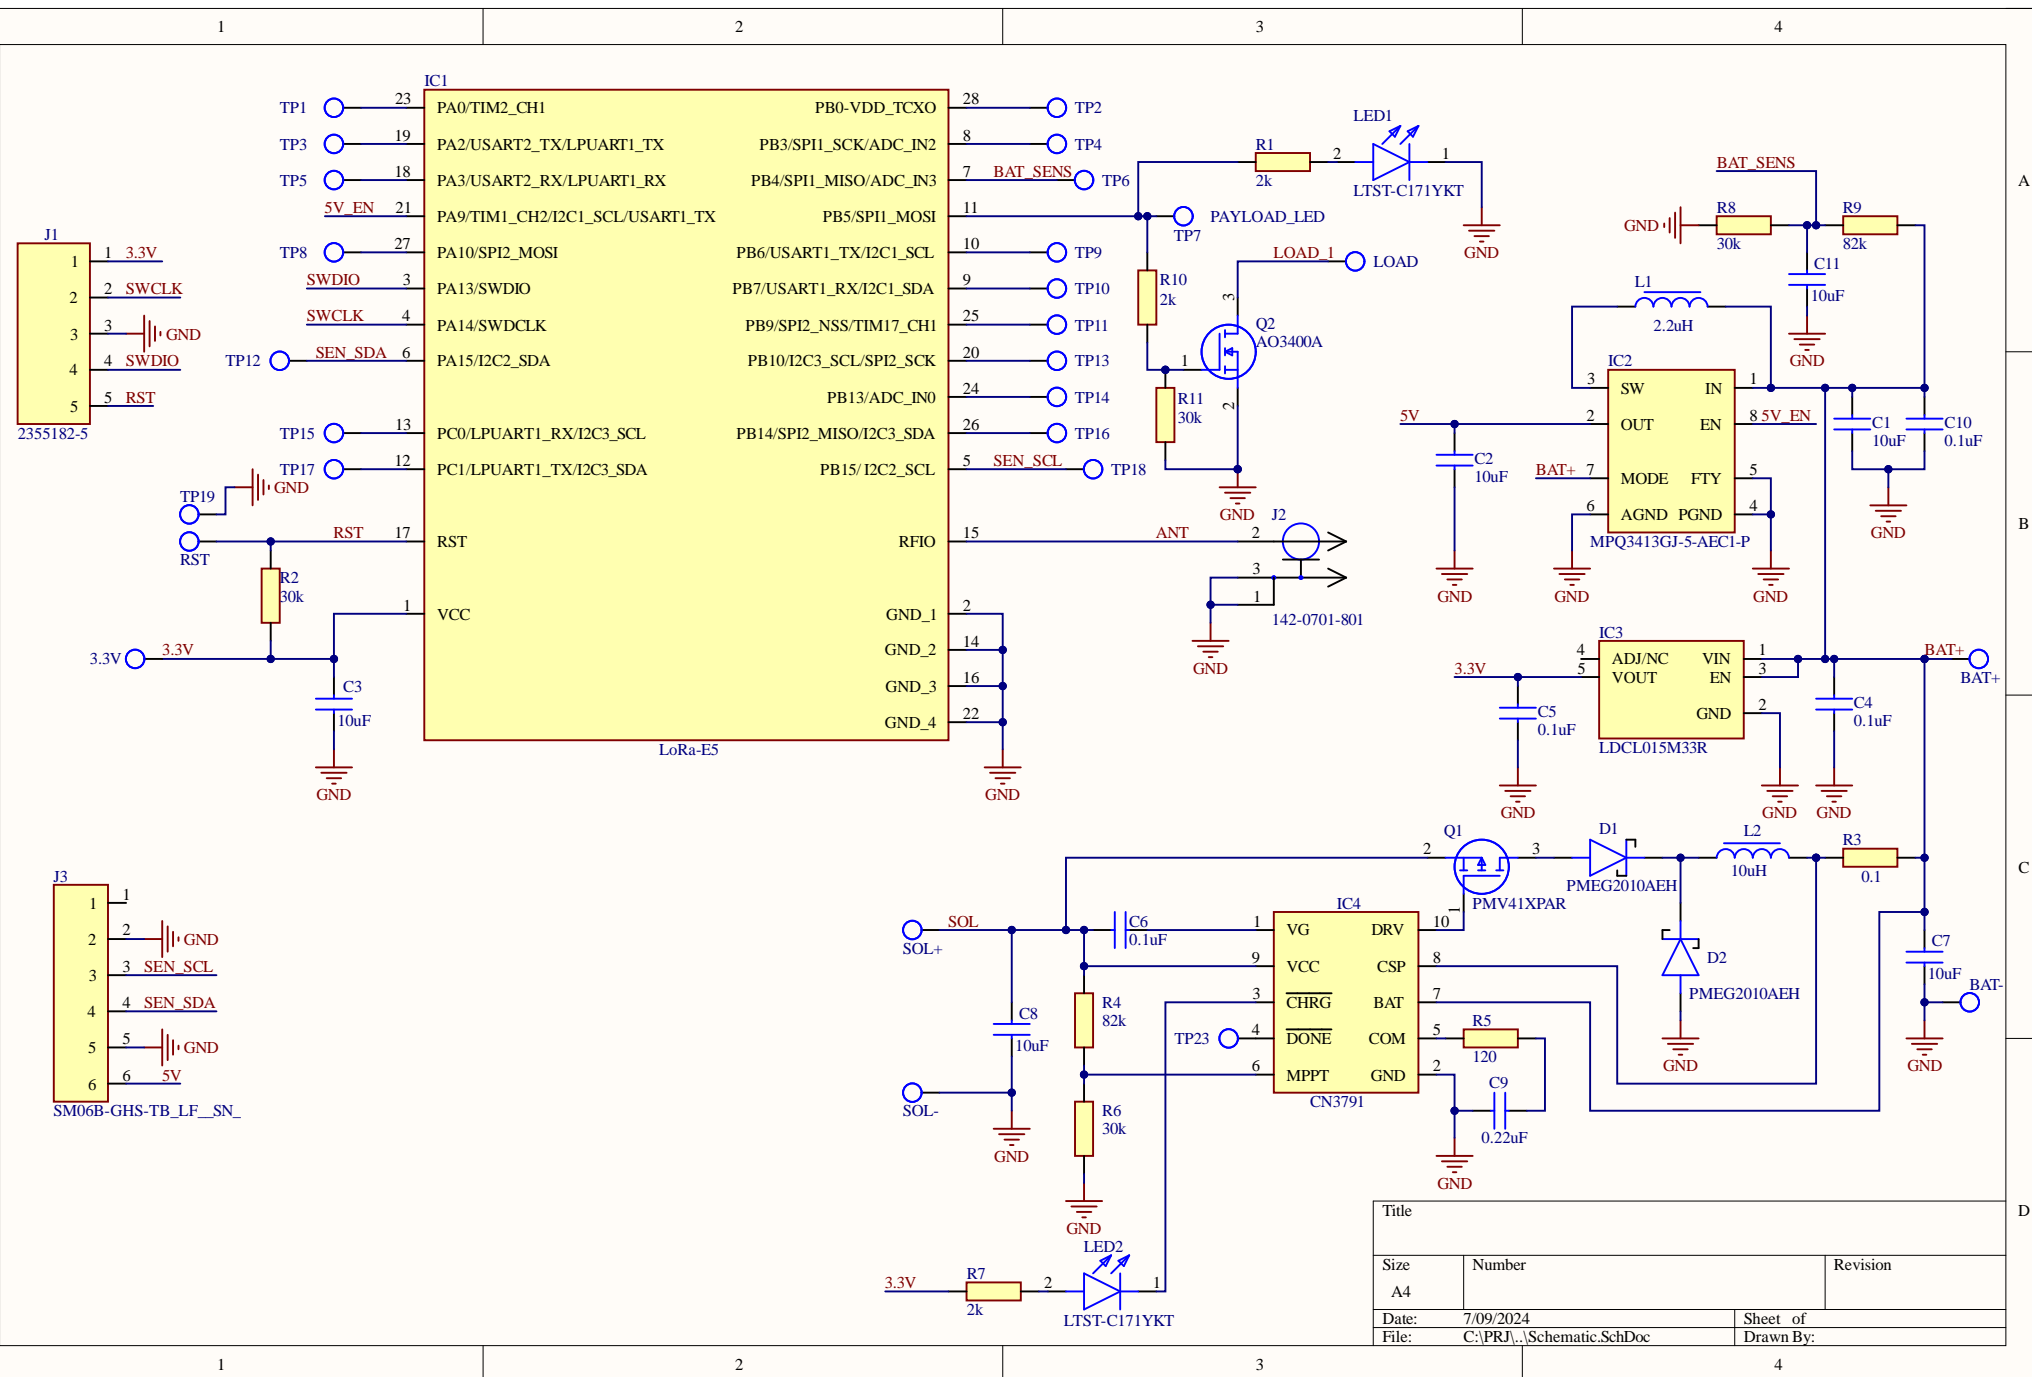 1 2 3 4
A
B
C
D
IC1
LoRa-E5
TP1 23 PA0/TIM2_CH1
TP3 19 PA2/USART2_TX/LPUART1_TX
TP5 18 PA3/USART2_RX/LPUART1_RX
5V_EN 21 PA9/TIM1_CH2/I2C1_SCL/USART1_TX
TP8 27 PA10/SPI2_MOSI
SWDIO 3 PA13/SWDIO
SWCLK 4 PA14/SWDCLK
TP12 SEN_SDA 6 PA15/I2C2_SDA
TP15 13 PC0/LPUART1_RX/I2C3_SCL
TP17 12 PC1/LPUART1_TX/I2C3_SDA
TP19 GND
RST RST 17 RST
R2
30k
1 VCC
3.3V 3.3V
C3
10uF
GND
PB0-VDD_TCXO 28 TP2
PB3/SPI1_SCK/ADC_IN2 8 TP4
PB4/SPI1_MISO/ADC_IN3 7 BAT_SENS TP6
PB5/SPI1_MOSI 11 TP7 PAYLOAD_LED
PB6/USART1_TX/I2C1_SCL 10 TP9
PB7/USART1_RX/I2C1_SDA 9 TP10
PB9/SPI2_NSS/TIM17_CH1 25 TP11
PB10/I2C3_SCL/SPI2_SCK 20 TP13
PB13/ADC_IN0 24 TP14
PB14/SPI2_MISO/I2C3_SDA 26 TP16
PB15/ I2C2_SCL 5 SEN_SCL TP18
RFIO 15 ANT
GND_1 2
GND_2 14
GND_3 16
GND_4 22
GND
J1
1 1 3.3V
2 2 SWCLK
3 3 GND
4 4 SWDIO
5 5 RST
2355182-5
J3
1 1
2 2 GND
3 3 SEN_SCL
4 4 SEN_SDA
5 5 GND
6 6 5V
SM06B-GHS-TB_LF__SN_
R1
2k
2 LED1 1
LTST-C171YKT
GND
R10
2k
LOAD_1 LOAD
3
Q2
AO3400A
1
2
R11
30k
GND
J2
2
3
1
142-0701-801
GND
BAT_SENS
GND R8 R9
30k 82k
C11
10uF
GND
L1
2.2uH
IC2
3 SW IN 1
5V 2 OUT EN 8 5V_EN
BAT+ 7 MODE FTY 5
6 AGND PGND 4
MPQ3413GJ-5-AEC1-P
C2
10uF
GND
GND
GND
C1
10uF
C10
0.1uF
GND
IC3
4 ADJ/NC VIN 1
3.3V 5 VOUT EN 3
GND 2
LDCL015M33R
BAT+
BAT+
C5
0.1uF
GND
GND
C4
0.1uF
GND
Q1
2 3
1
PMV41XPAR
D1
PMEG2010AEH
L2
10uH
R3
0.1
D2
PMEG2010AEH
GND
C7
10uF
BAT-
GND
SOL
SOL+
C6
0.1uF
C8
10uF
SOL-
GND
R4
82k
R6
30k
GND
IC4
1 VG DRV 10
9 VCC CSP 8
3 CHRG BAT 7
TP23 4 DONE COM 5
6 MPPT GND 2
CN3791
R5
120
C9
0.22uF
GND
3.3V R7 2 LED2 1
2k
LTST-C171YKT
Title
Size Number Revision
A4
Date: 7/09/2024 Sheet of
File: C:\PRJ\..\Schematic.SchDoc Drawn By:
1 2 3 4